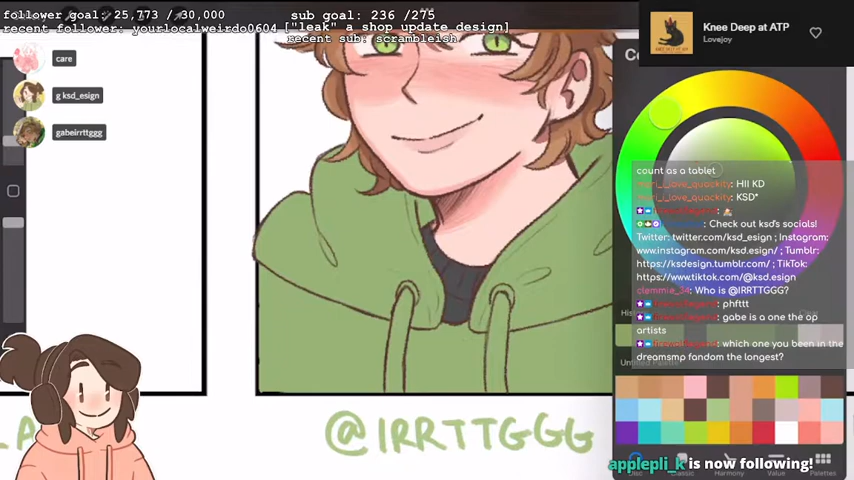 follower goal: 25,773 / 30,000
sub goal: 236 /275
recent follower: yourlocalweirdo0604 ["leak" a shop update design]
recent sub: scrambleish
Knee Deep at ATP
Lovejoy
care
g ksd_esign
gabeirrttggg
count as a tablet
HII KD
KSD*
Check out ksd's socials!
Twitter: twitter.com/ksd_esign ; Instagram:
www.instagram.com/ksd.esign/ ; Tumblr:
https://ksdesign.tumblr.com/ ; TikTok:
https://www.tiktok.com/@ksd.esign
clemmie_34: Who is @IRRTTGGG?
phfttt
gabe is a one the op
artists
which one you been in the
dreamsmp fandom the longest?
@IRRTTGGG
applepli_k is now following!
Classic
Harmony
Value
Palettes